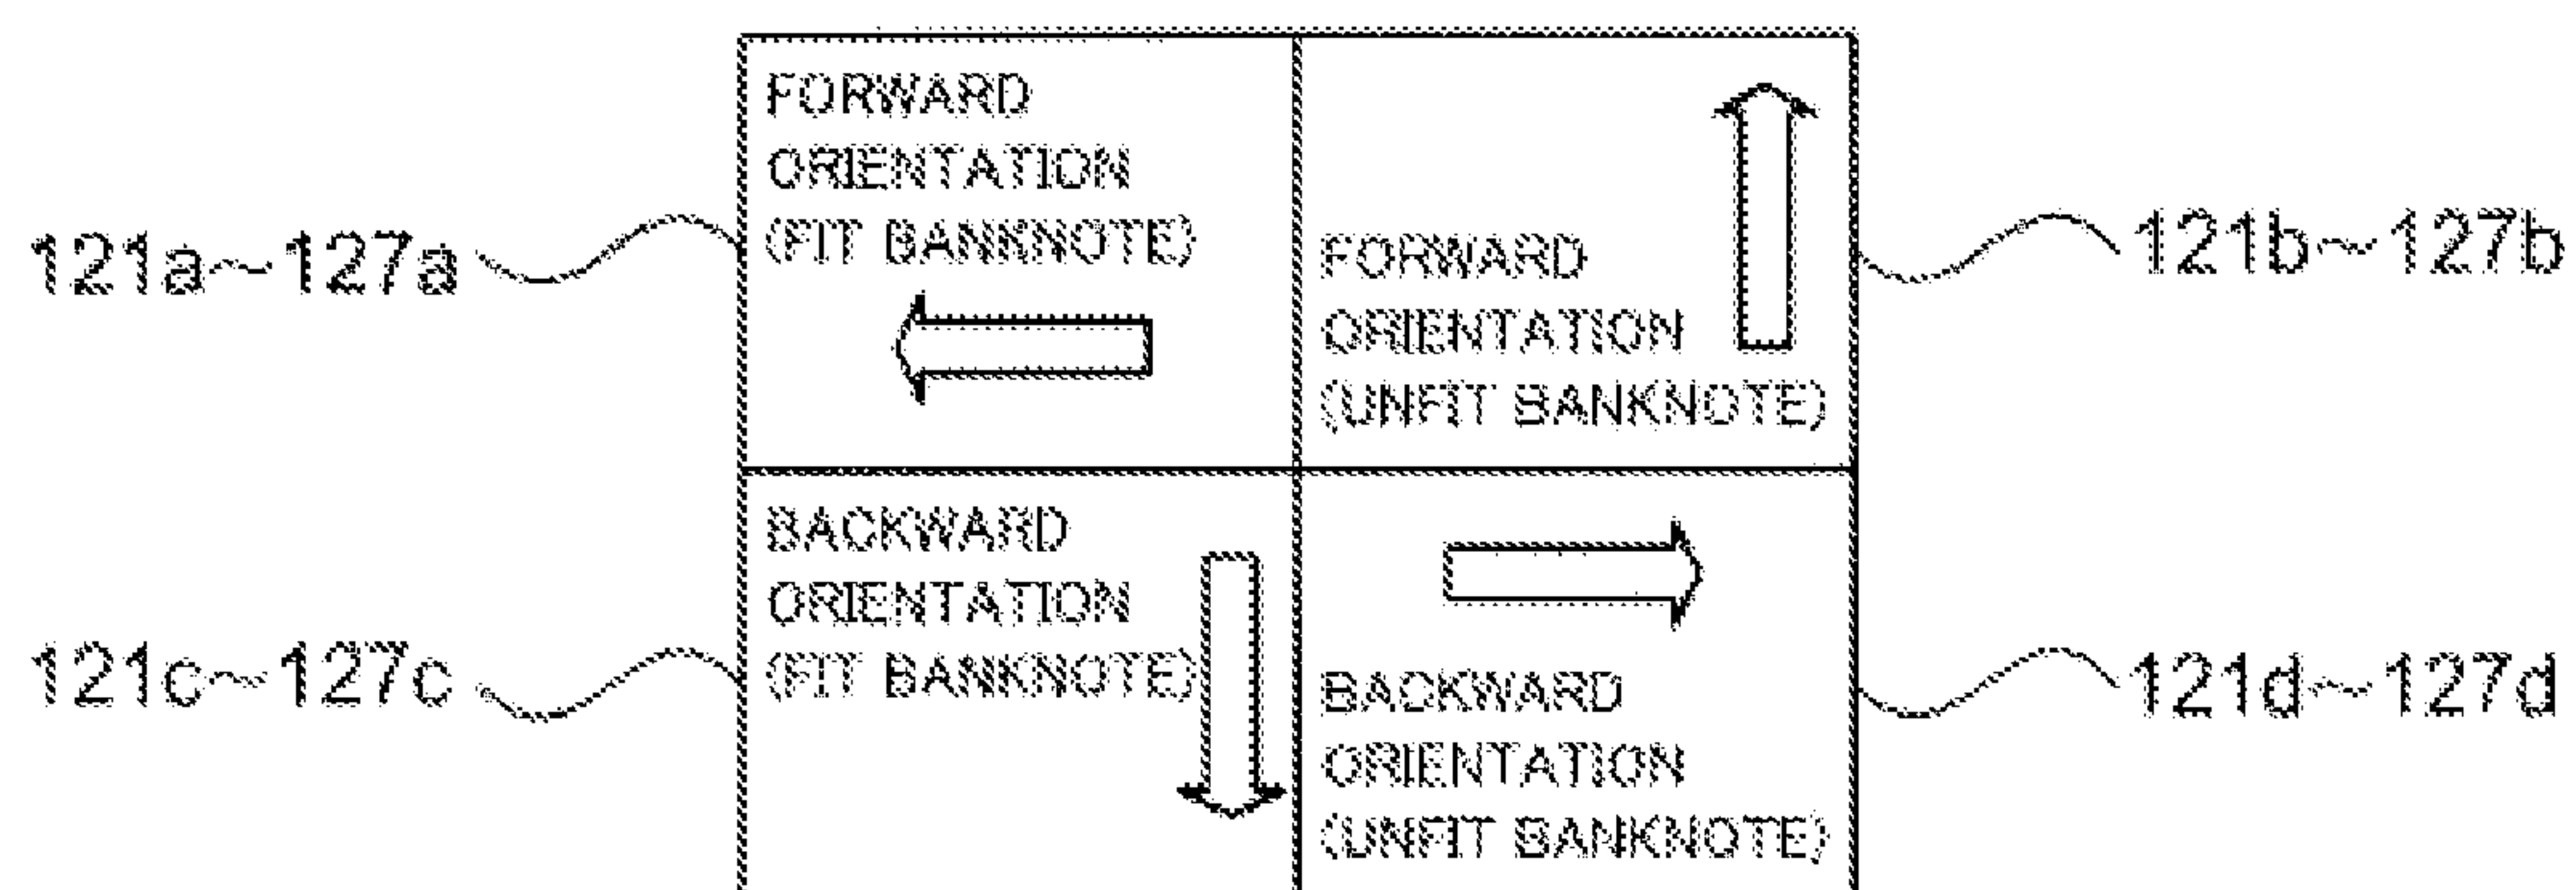 FORWARD
ORIENTATION
(FIT BANKNOTE)
121a~127a
FORWARD
ORIENTATION
(UNFIT BANKNOTE)
121b~127b
BACKWARD
ORIENTATION
(FIT BANKNOTE)
121c~127c
BACKWARD
ORIENTATION
(UNFIT BANKNOTE)
121d~127d